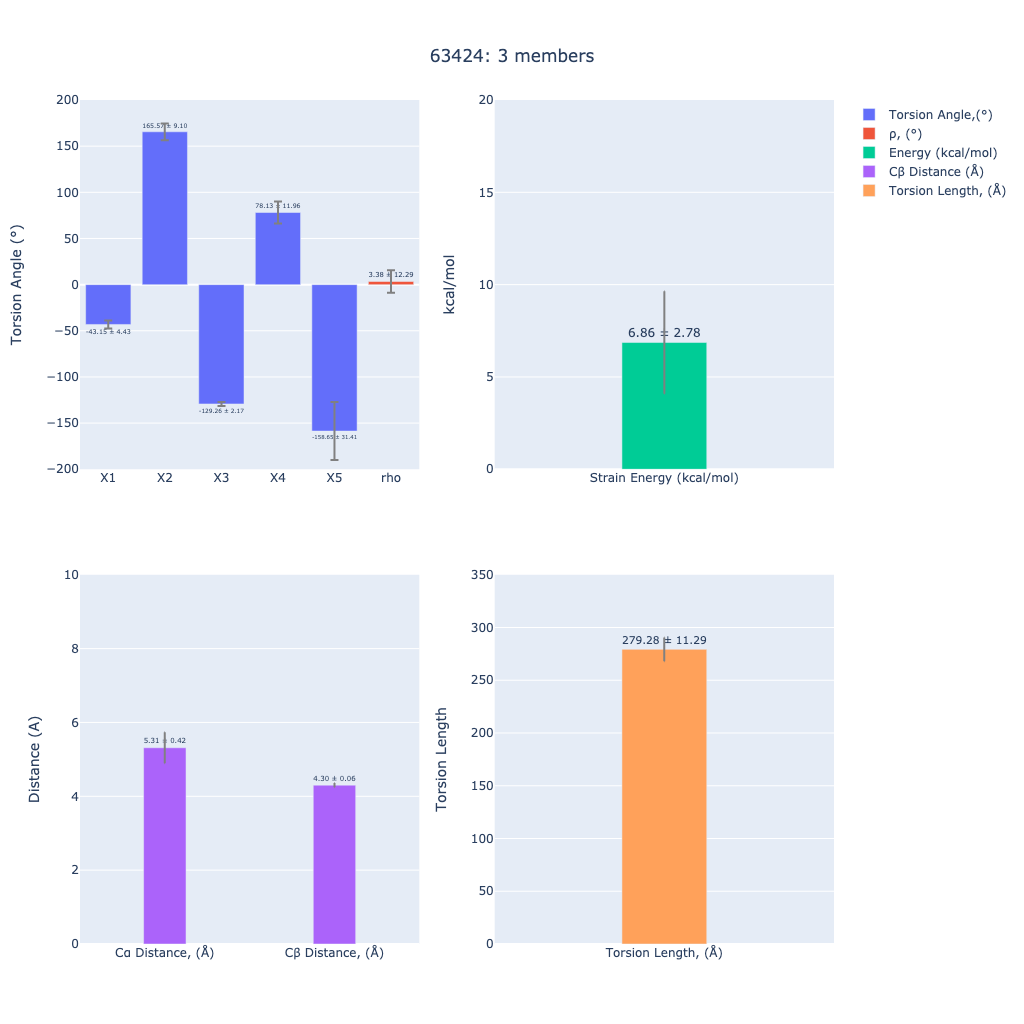 63424: 3 members
Torsion Angle (°)
200
150
100
50
0
−50
−100
−150
−200
-43.15 ± 4.43
165.57 ± 9.10
-129.26 ± 2.17
78.13 ± 11.96
-158.65 ± 31.41
3.38 ± 12.29
X1 X2 X3 X4 X5 rho
kcal/mol
20
15
10
5
0
6.86 ± 2.78
Strain Energy (kcal/mol)
Torsion Angle,(°)
ρ, (°)
Energy (kcal/mol)
Cβ Distance (Å)
Torsion Length, (Å)
Distance (A)
10
8
6
4
2
0
5.31 ± 0.42
4.30 ± 0.06
Cα Distance, (Å) Cβ Distance, (Å)
Torsion Length
350
300
250
200
150
100
50
0
279.28 ± 11.29
Torsion Length, (Å)